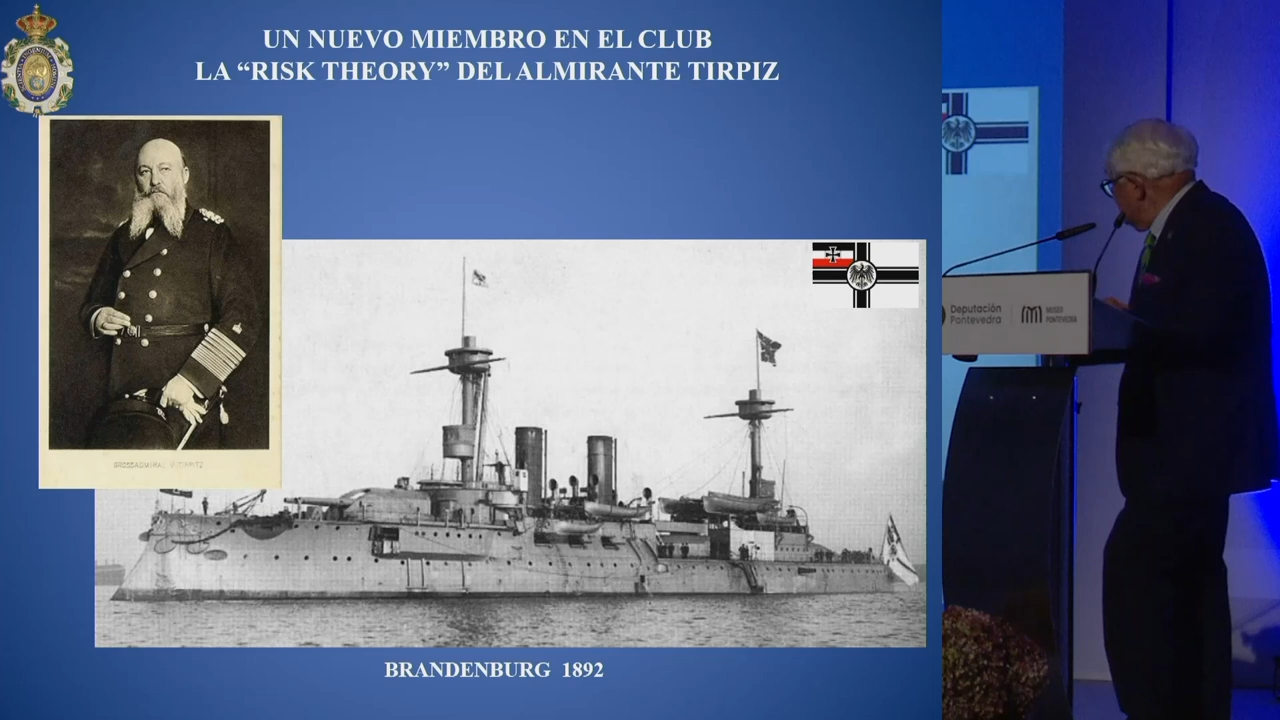 UN NUEVO MIEMBRO EN EL CLUB
LA “RISK THEORY” DEL ALMIRANTE TIRPIZ
GROSSADMIRAL V. TIRPITZ
BRANDENBURG 1892
Deputación
Pontevedra
MUSEO
PONTEVEDRA